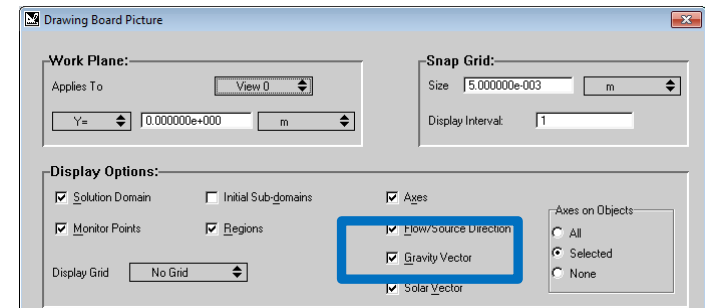 Drawing Board Picture
Work Plane:
Applies To View 0
Y= 0.000000e+000 m
Snap Grid:
Size 5.000000e-003 m
Display Interval: 1
Display Options:
Solution Domain Initial Sub-domains Axes
Monitor Points Regions Flow/Source Direction
Gravity Vector
Display Grid No Grid
Solar Vector
Axes on Objects
All
Selected
None